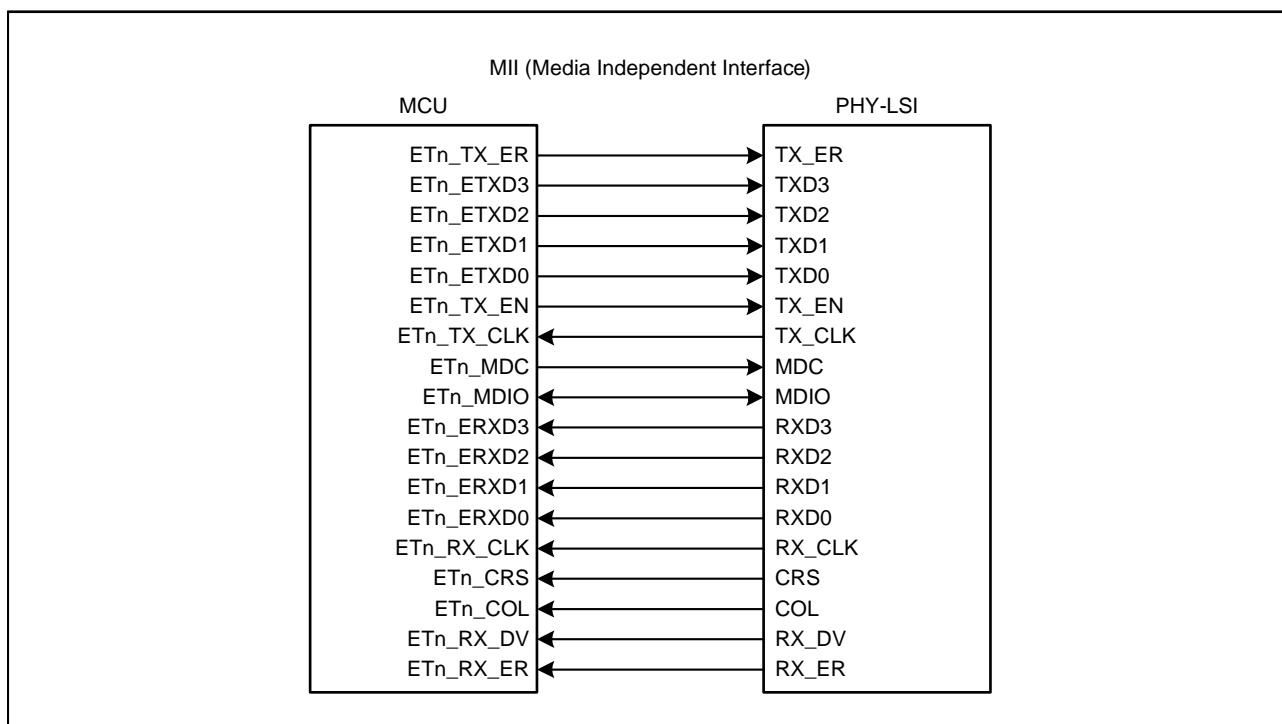 MII (Media Independent Interface)
MCU PHY-LSI
ETn_TX_ER TX_ER
ETn_ETXD3 TXD3
ETn_ETXD2 TXD2
ETn_ETXD1 TXD1
ETn_ETXD0 TXD0
ETn_TX_EN TX_EN
ETn_TX_CLK TX_CLK
ETn_MDC MDC
ETn_MDIO MDIO
ETn_ERXD3 RXD3
ETn_ERXD2 RXD2
ETn_ERXD1 RXD1
ETn_ERXD0 RXD0
ETn_RX_CLK RX_CLK
ETn_CRS CRS
ETn_COL COL
ETn_RX_DV RX_DV
ETn_RX_ER RX_ER